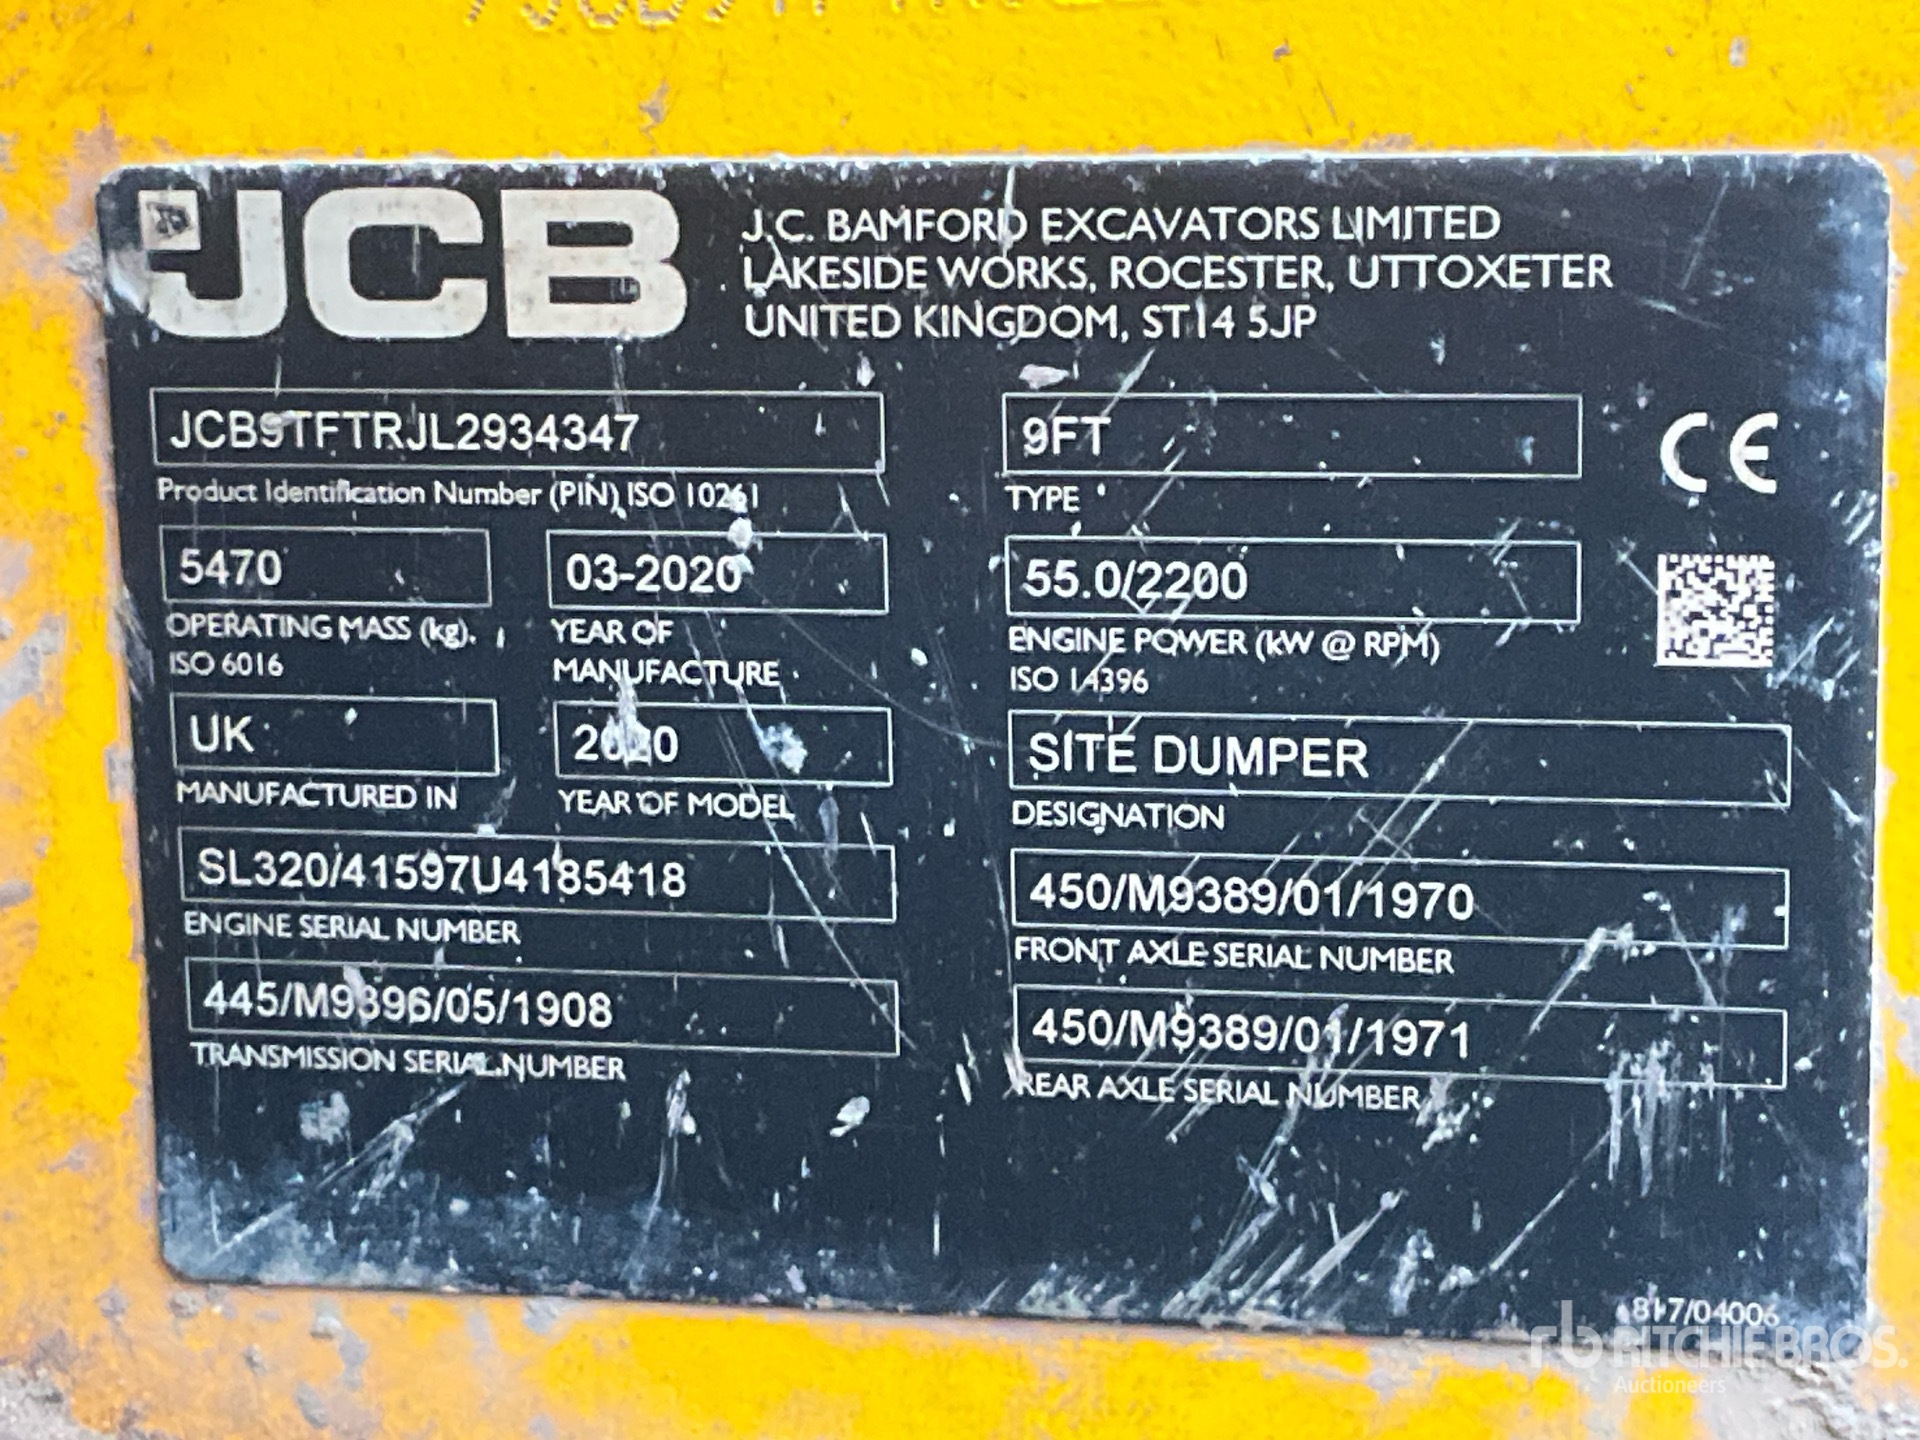 JCB
J.C. BAMFORD EXCAVATORS LIMITED
LAKESIDE WORKS, ROCESTER, UTTOXETER
UNITED KINGDOM, ST14 5JP
JCB9TFTRJL2934347
Product Identification Number (PIN) ISO 10261
9FT
TYPE
CE
5470
OPERATING MASS (kg).
ISO 6016
03-2020
YEAR OF
MANUFACTURE
55.0/2200
ENGINE POWER (kW @ RPM)
ISO 14396
UK
MANUFACTURED IN
2020
YEAR OF MODEL
SITE DUMPER
DESIGNATION
SL320/41597U4185418
ENGINE SERIAL NUMBER
450/M9389/01/1970
FRONT AXLE SERIAL NUMBER
445/M9396/05/1908
TRANSMISSION SERIAL NUMBER
450/M9389/01/1971
REAR AXLE SERIAL NUMBER
817/04006
rb RITCHIE BROS.
Auctioneers